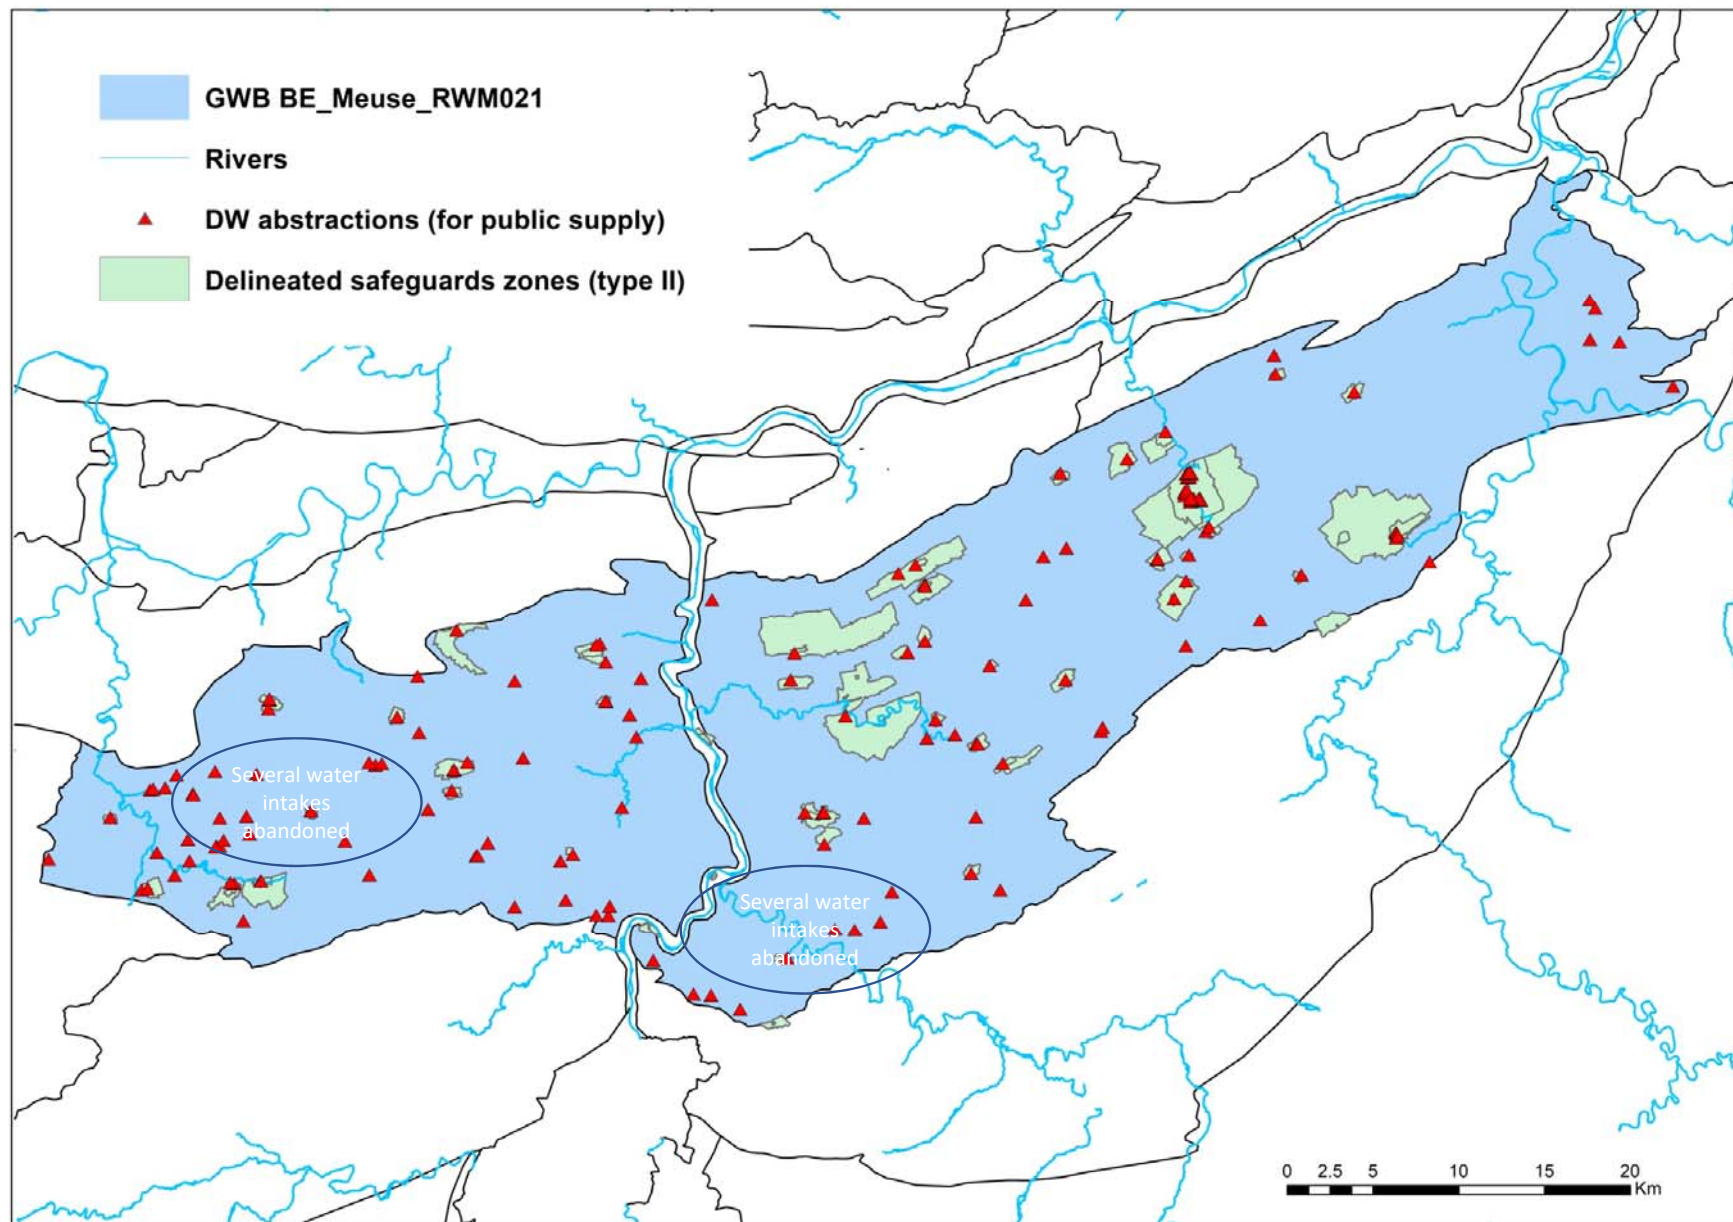 GWB BE_Meuse_RWM021
Rivers
DW abstractions (for public supply)
Delineated safeguards zones (type II)
Several water
intakes
abandoned
Several water
intakes
abandoned
0 2.5 5 10 15 20
Km